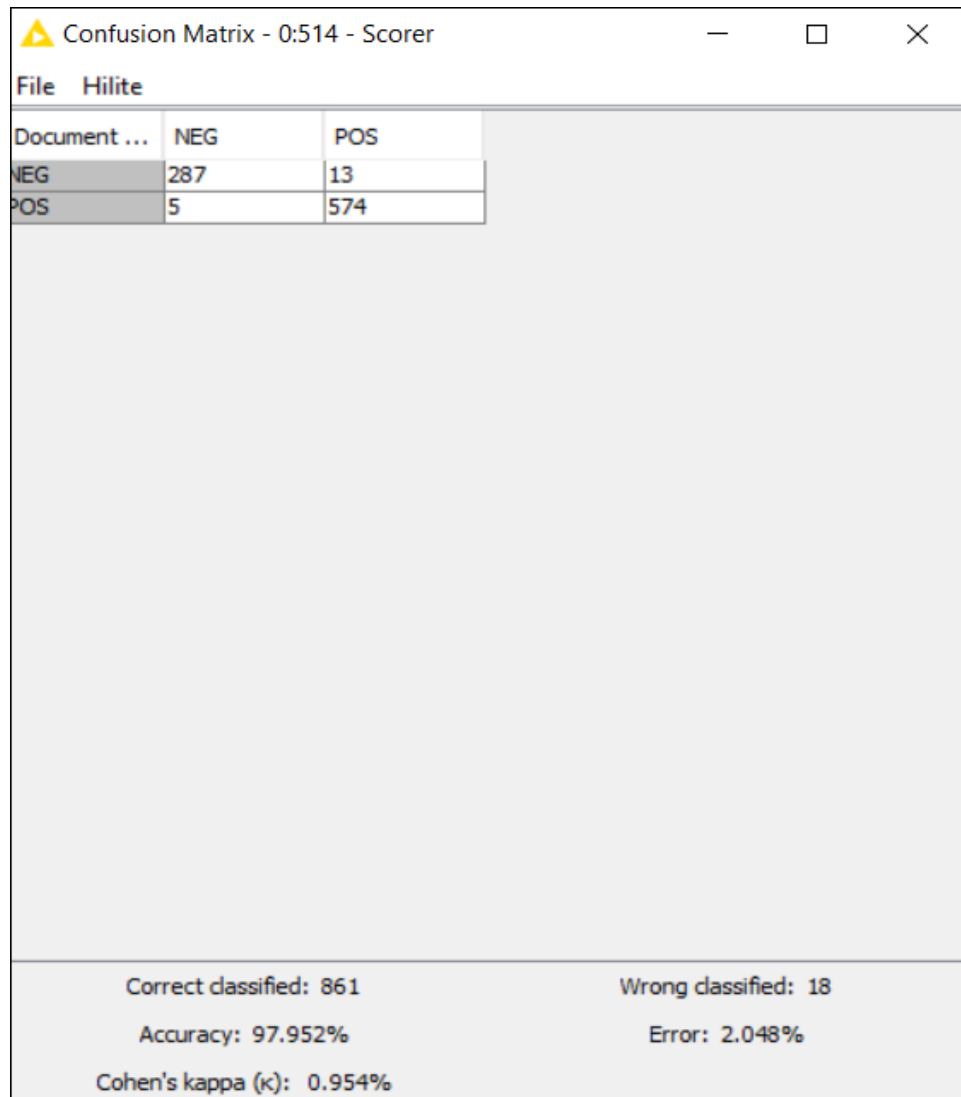 Confusion Matrix - 0:514 - Scorer
File Hilite
Document ... NEG POS
NEG 287 13
POS 5 574
Correct classified: 861 Wrong classified: 18
Accuracy: 97.952% Error: 2.048%
Cohen's kappa (κ): 0.954%